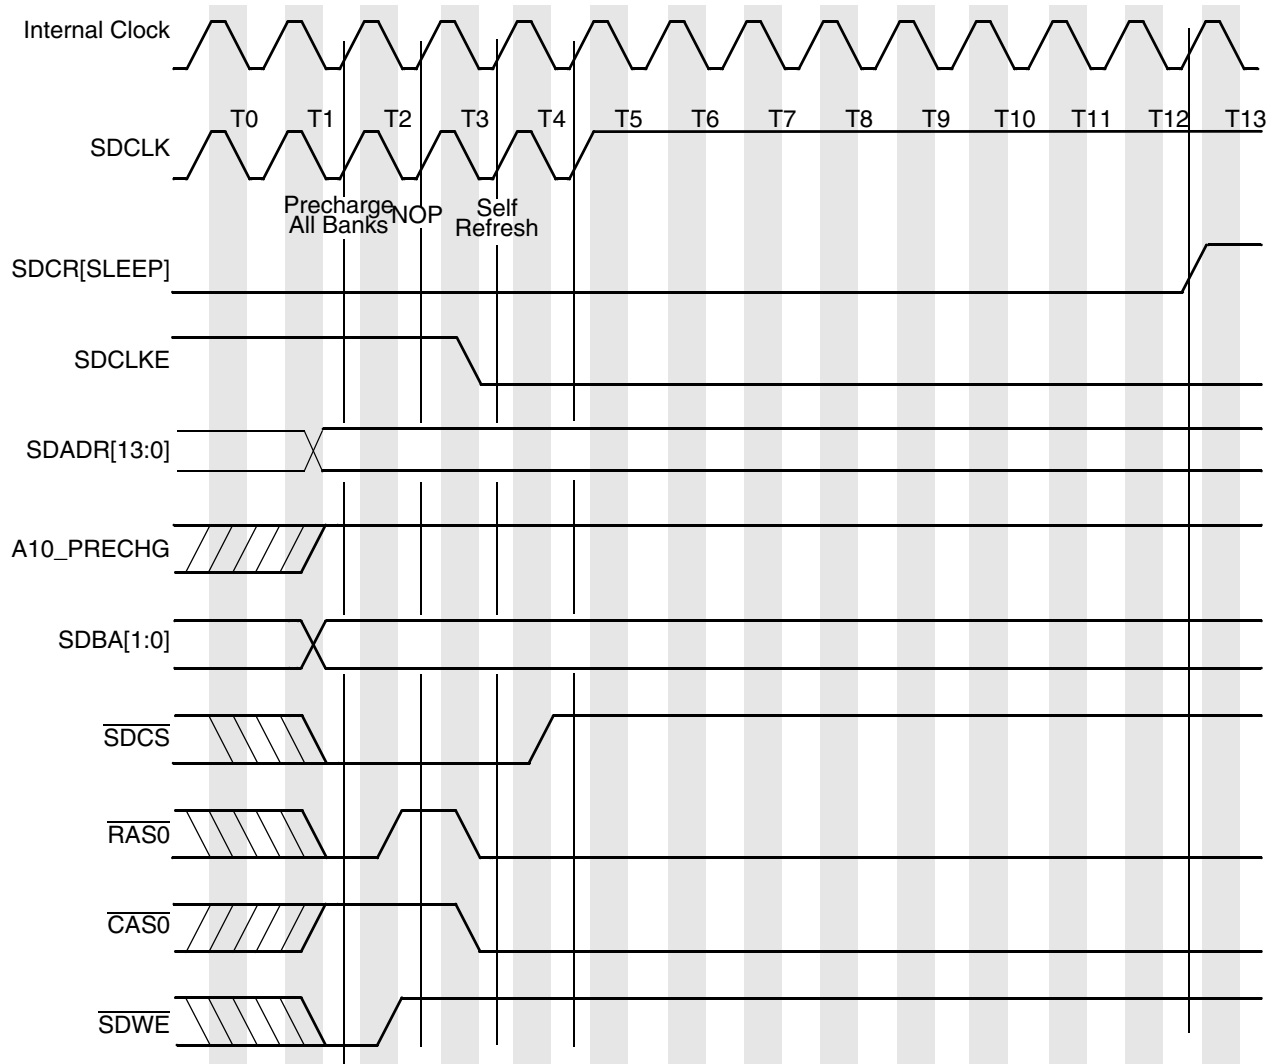 Internal Clock
T0 T1 T2 T3 T4 T5 T6 T7 T8 T9 T10 T11 T12 T13
SDCLK
Precharge
All Banks
NOP
Self
Refresh
SDCR[SLEEP]
SDCLKE
SDADR[13:0]
A10_PRECHG
SDBA[1:0]
SDCS
RAS0
CAS0
SDWE